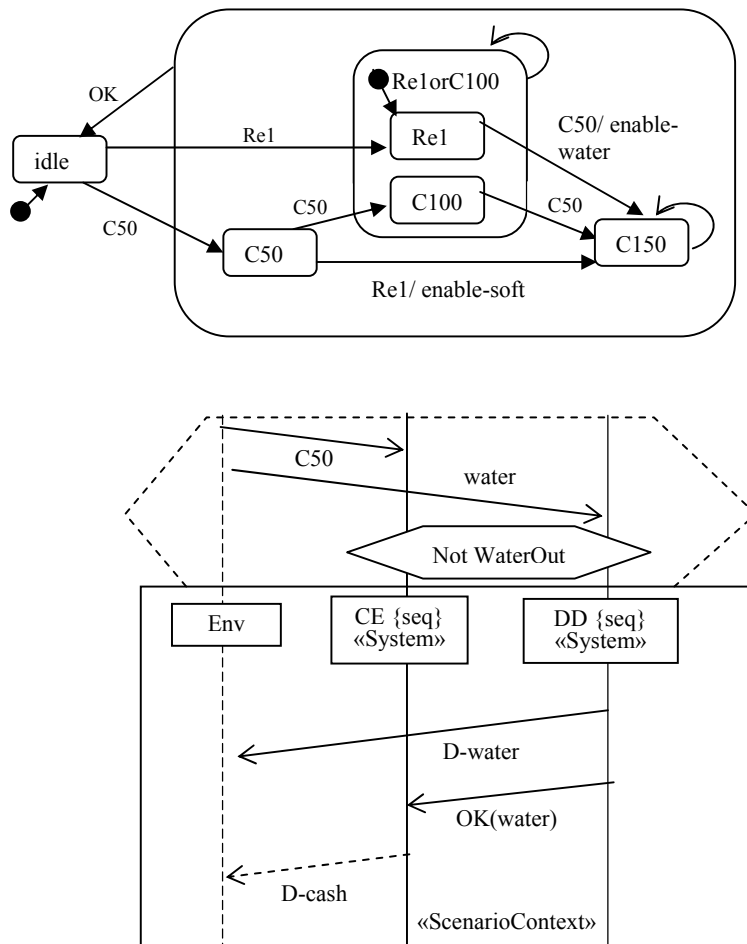 OK
Re1orC100
Re1
Re1
C50/ enable-
water
idle
C50
C100
C50
C50
C50
C150
Re1/ enable-soft
C50
water
Not WaterOut
Env
CE {seq}
«System»
DD {seq}
«System»
D-water
OK(water)
D-cash
«ScenarioContext»